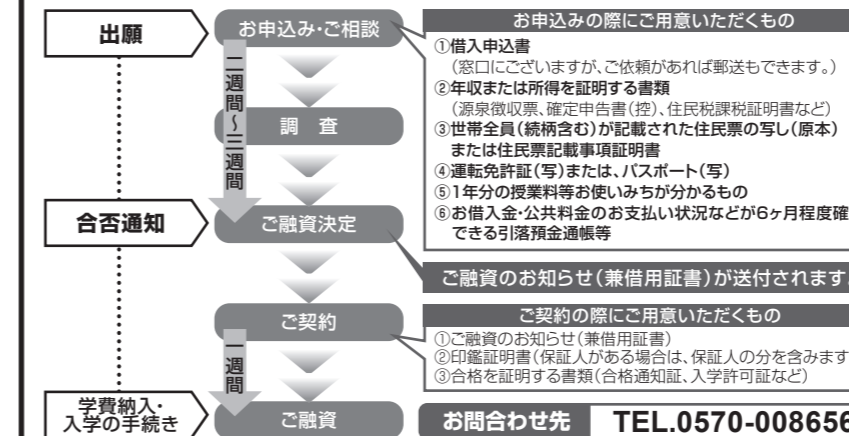 出願
お申込み・ご相談
二週間〜三週間
調 査
合否通知
ご融資決定
ご契約
一週間
学費納入・
入学の手続き
ご融資
お申込みの際にご用意いただくもの
①借入申込書
(窓口にございますが、ご依頼があれば郵送もできます。)
②年収または所得を証明する書類
(源泉徴収票、確定申告書(控)、住民税課税証明書など)
③世帯全員(続柄含む)が記載された住民票の写し(原本)
または住民票記載事項証明書
④運転免許証(写)または、パスポート(写)
⑤1年分の授業料等お使いみちが分かるもの
⑥お借入金・公共料金のお支払い状況などが6ヶ月程度確
できる引落預金通帳等
ご融資のお知らせ(兼借用証書)が送付されます。
ご契約の際にご用意いただくもの
①ご融資のお知らせ(兼借用証書)
②印鑑証明書(保証人がある場合は、保証人の分を含みます
③合格を証明する書類(合格通知証、入学許可証など)
お問合わせ先 TEL.0570-008656